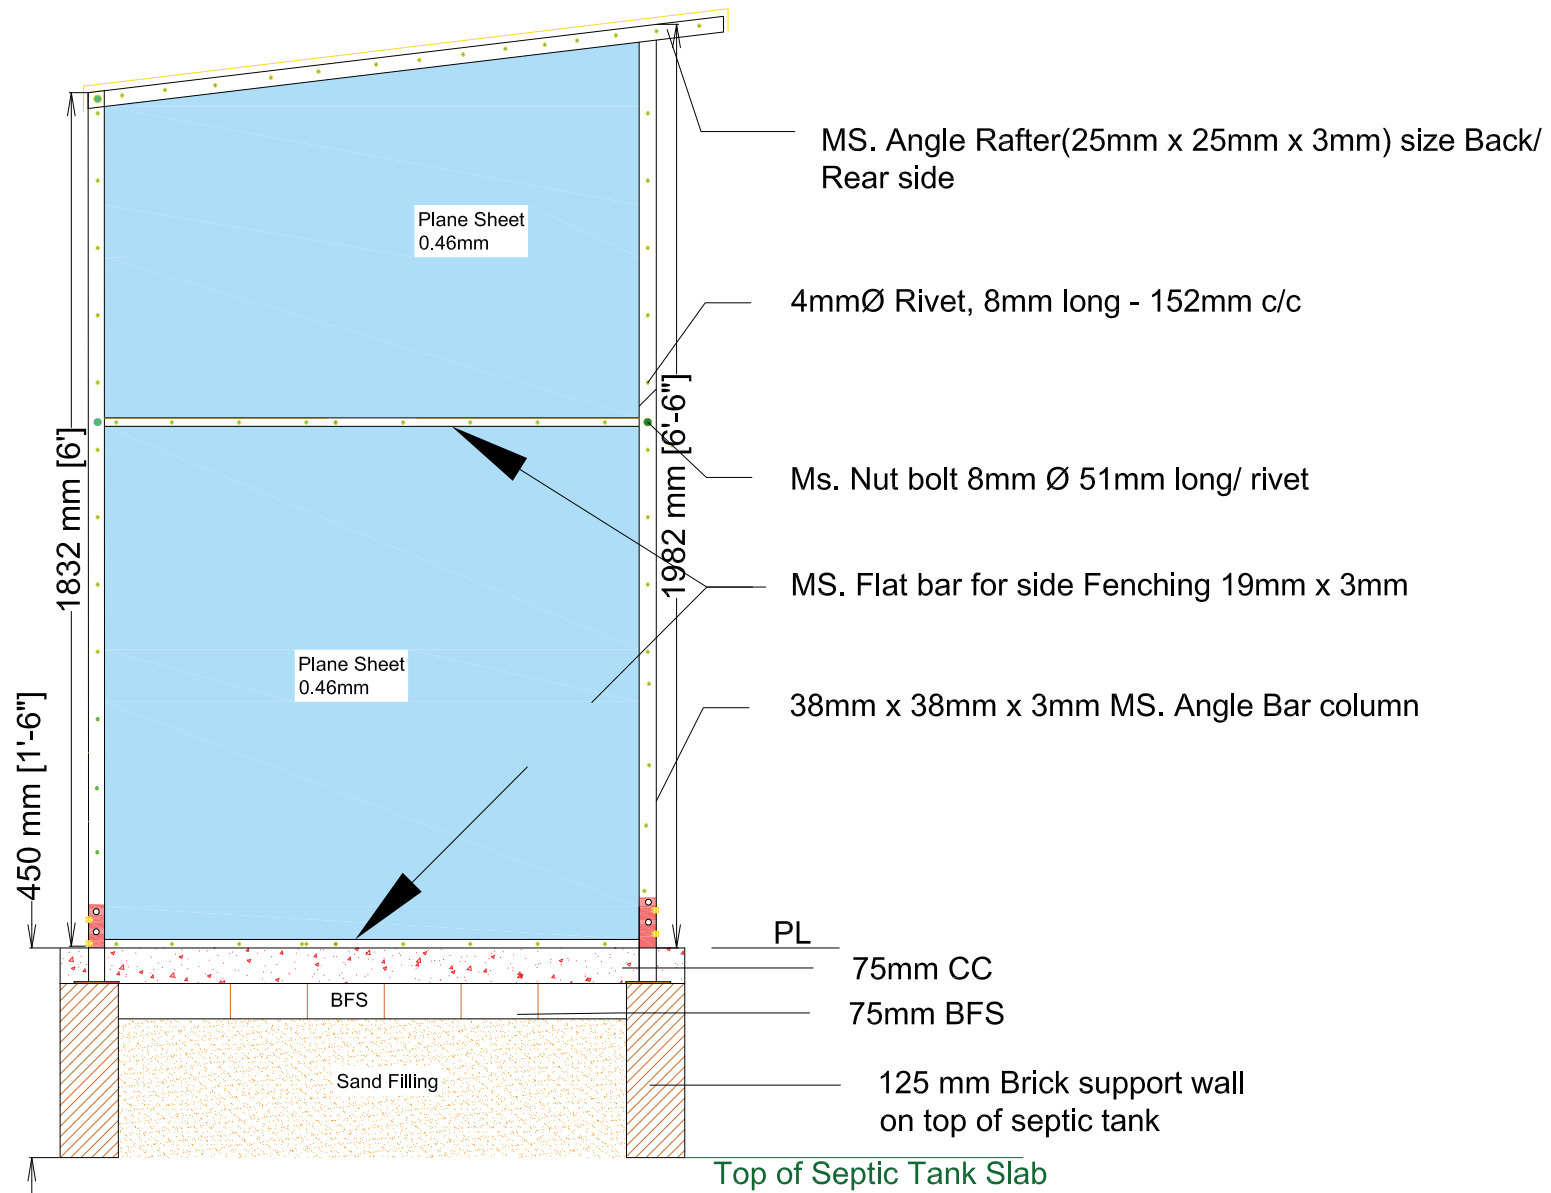 MS. Angle Rafter(25mm x 25mm x 3mm) size Back/
Rear side
Plane Sheet
0.46mm
4mmØ Rivet, 8mm long - 152mm c/c
1832 mm [6']
1982 mm [6'-6"]
Ms. Nut bolt 8mm Ø 51mm long/ rivet
MS. Flat bar for side Fenching 19mm x 3mm
Plane Sheet
0.46mm
38mm x 38mm x 3mm MS. Angle Bar column
450 mm [1'-6"]
PL
75mm CC
BFS
75mm BFS
Sand Filling
125 mm Brick support wall
on top of septic tank
Top of Septic Tank Slab